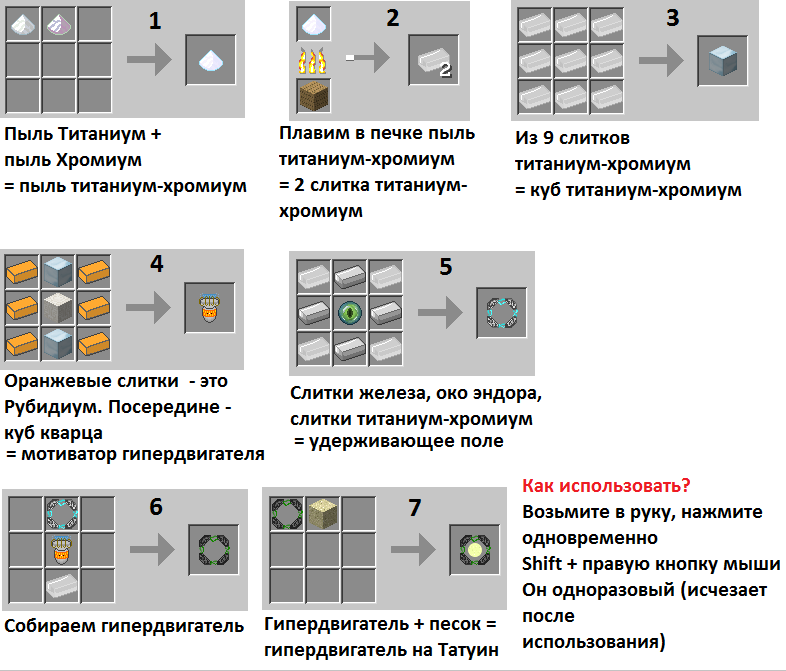 1
Пыль Титаниум +
пыль Хромиум
= пыль титаниум-хромиум
2
2
Плавим в печке пыль
титаниум-хромиум
= 2 слитка титаниум-
хромиум
3
Из 9 слитков
титаниум-хромиум
= куб титаниум-хромиум
4
Оранжевые слитки - это
Рубидиум. Посередине -
куб кварца
= мотиватор гипердвигателя
5
Слитки железа, око эндора,
слитки титаниум-хромиум
= удерживающее поле
6
Собираем гипердвигатель
7
Гипердвигатель + песок =
гипердвигатель на Татуин
Как использовать?
Возьмите в руку, нажмите
одновременно
Shift + правую кнопку мыши
Он одноразовый (исчезает
после
использования)